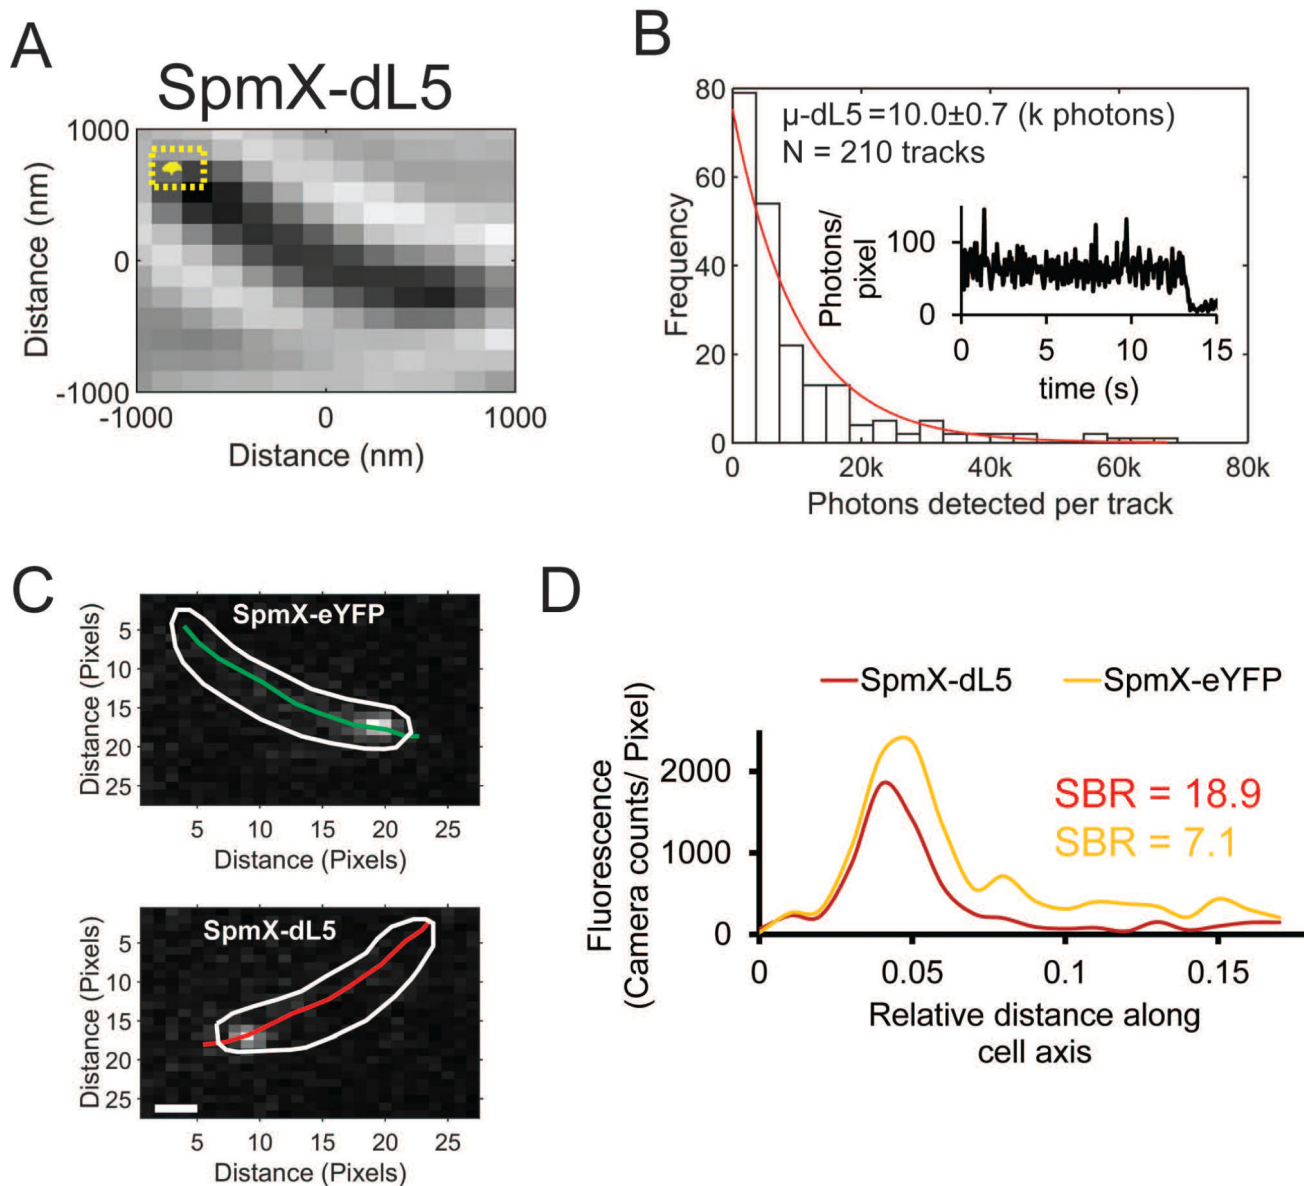 A
SpmX-dL5
1000
0
-1000
-1000
0
1000
Distance (nm)
Distance (nm)
B
80
60
40
20
0
Frequency
μ-dL5 =10.0±0.7 (k photons)
N = 210 tracks
Photons/
pixel
100
0
0
5
10
15
time (s)
0
20k
40k
60k
80k
Photons detected per track
C
SpmX-eYFP
Distance (Pixels)
5
10
15
20
25
5
10
15
20
25
Distance (Pixels)
SpmX-dL5
Distance (Pixels)
5
10
15
20
25
5
10
15
20
25
Distance (Pixels)
D
SpmX-dL5
SpmX-eYFP
Fluorescence
(Camera counts/ Pixel)
2000
1000
0
SBR = 18.9
SBR = 7.1
0
0.05
0.1
0.15
Relative distance along
cell axis